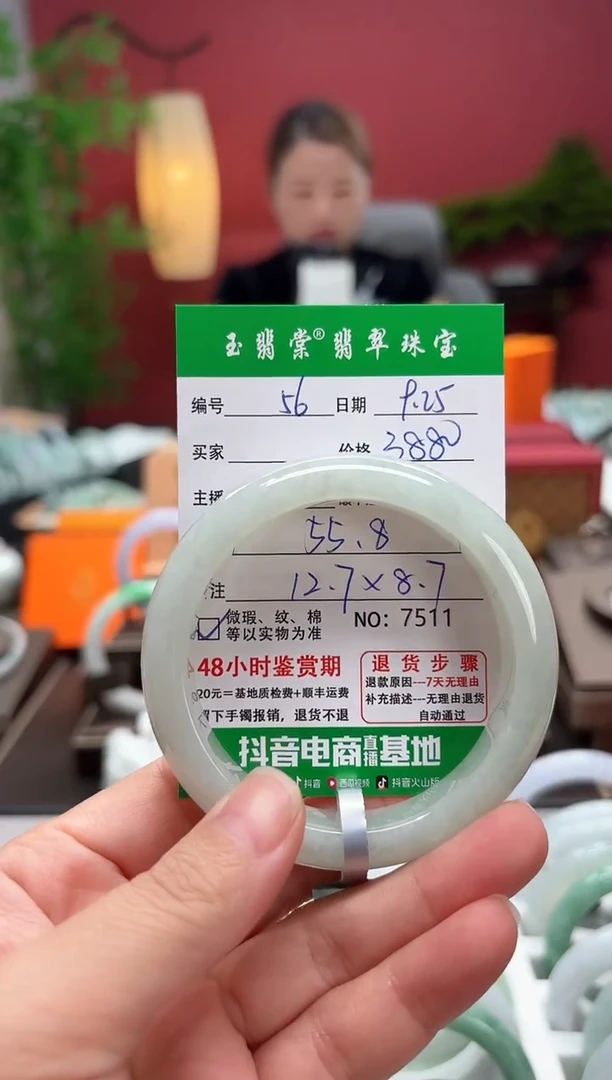 玉翡棠®翡翠珠宝
编号 56 日期 9.25
买家 价格 3880
主播
55.8
注 12.7×8.7
微瑕、纹、棉
等以实物为准
NO: 7511
48小时鉴赏期
20元=基地质检费+顺丰运费
下手镯报销，退货不退
退货步骤
退款原因---7天无理由
补充描述---无理由退货
自动通过
抖音电商直播基地
抖音 西瓜视频 抖音火山版